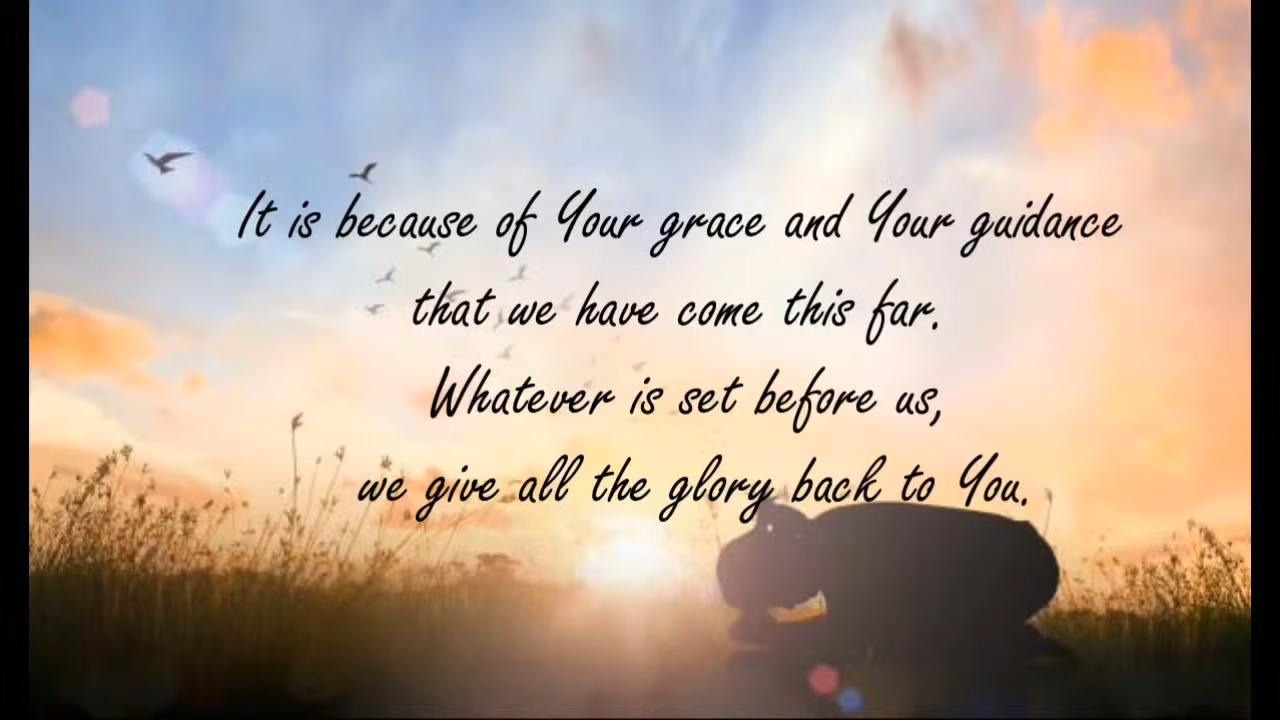 It is because of Your grace and Your guidance
that we have come this far.
Whatever is set before us,
we give all the glory back to You.